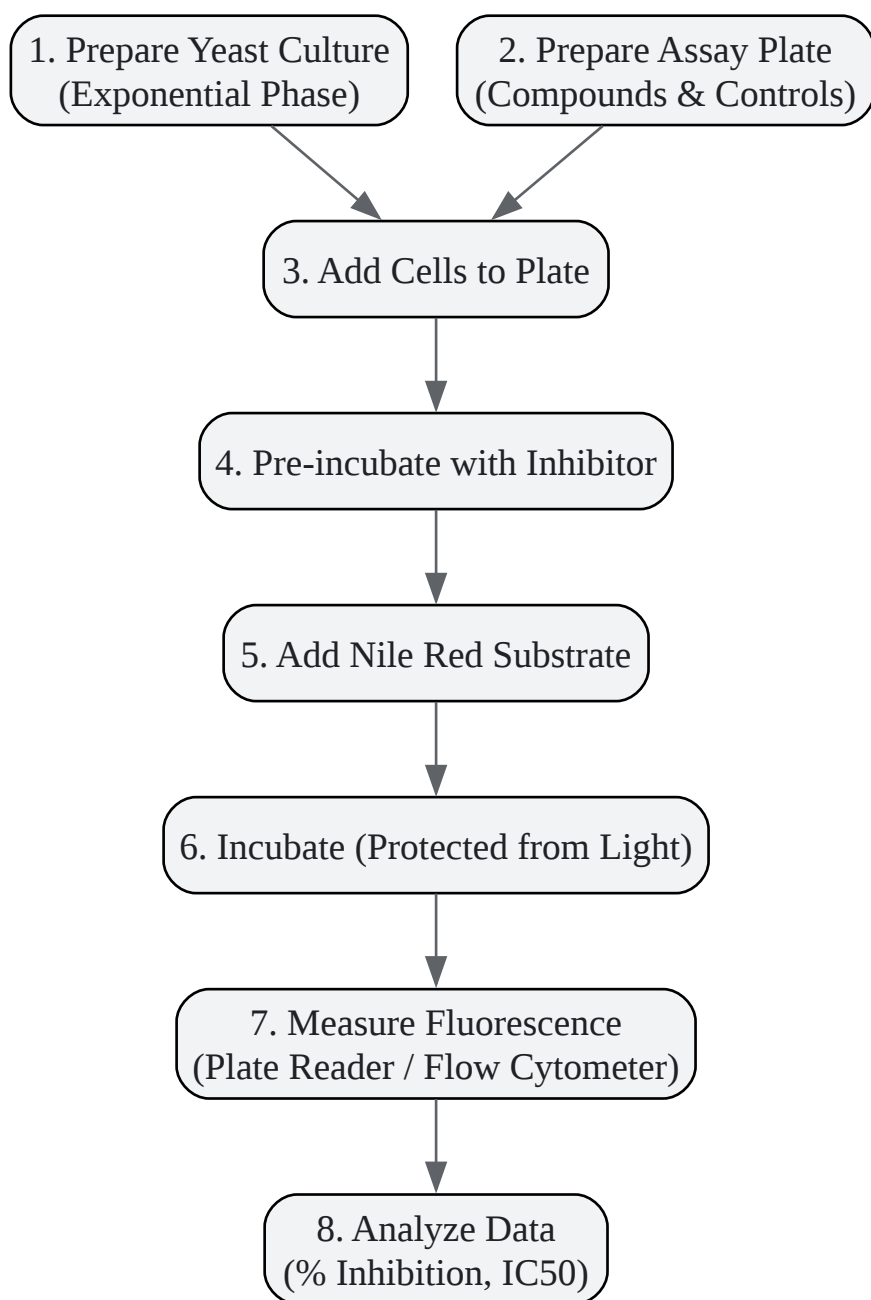 1. Prepare Yeast Culture
(Exponential Phase)
2. Prepare Assay Plate
(Compounds & Controls)
3. Add Cells to Plate
4. Pre-incubate with Inhibitor
5. Add Nile Red Substrate
6. Incubate (Protected from Light)
7. Measure Fluorescence
(Plate Reader / Flow Cytometer)
8. Analyze Data
(% Inhibition, IC50)